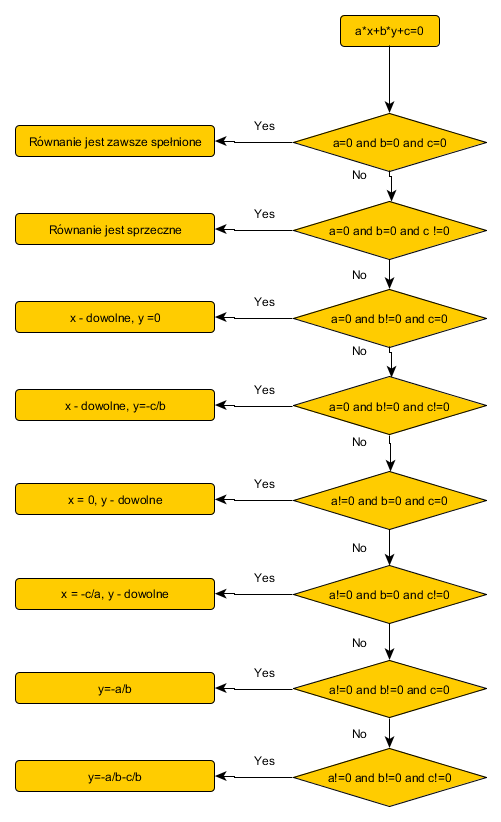 a*x+b*y+c=0
Yes
Równanie jest zawsze spełnione
a=0 and b=0 and c=0
No
Yes
Równanie jest sprzeczne
a=0 and b=0 and c !=0
No
Yes
x - dowolne, y =0
a=0 and b!=0 and c=0
No
Yes
x - dowolne, y=-c/b
a=0 and b!=0 and c!=0
No
Yes
x = 0, y - dowolne
a!=0 and b=0 and c=0
No
Yes
x = -c/a, y - dowolne
a!=0 and b=0 and c!=0
No
Yes
y=-a/b
a!=0 and b!=0 and c=0
No
Yes
y=-a/b-c/b
a!=0 and b!=0 and c!=0